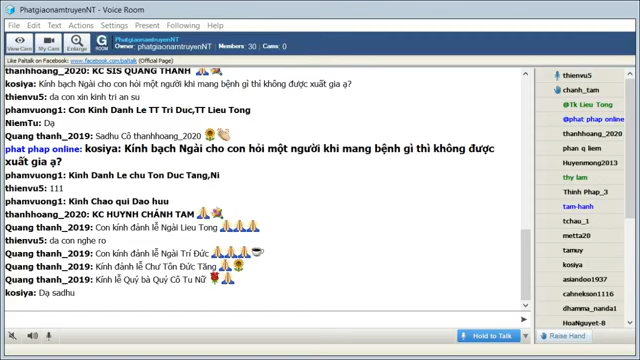 PhatgiaonamtruyenNT - Voice Room
File Edit Text Actions Settings Present Following Help
View Cam My Cam Enlarge G ROOM
PhatgiaonamtruyenNT
Owner: phatgiaonamtruyenNT Members: 30 Cams: 0
Like Paltalk on Facebook: www.facebook.com/paltalk (Official Page)
thanhhoang_2020: KC SIS QUANG THANH
kosiya: Kính bạch Ngài cho con hỏi một người khi mang bệnh gì thì không được xuất gia ạ?
thienvu5: da con xin kinh tri an su
phamvuong1: Con Kinh Danh Le TT Tri Duc,TT Lieu Tong
NiemTu: Dạ
Quang thanh_2019: Sadhu Cô thanhhoang_2020
phat phap online: kosiya: Kính bạch Ngài cho con hỏi một người khi mang bệnh gì thì không được
xuất gia ạ?
phamvuong1: Kinh Danh Le chu Ton Duc Tang,Ni
thienvu5: 111
phamvuong1: Kinh Chao qui Dao huu
thanhhoang_2020: KC HUYNH CHÁNH TAM
Quang thanh_2019: Con kính đảnh lễ Ngài Lieu Tong
thienvu5: da con nghe ro
Quang thanh_2019: Con kính đảnh lễ Ngài Trí Đức
Quang thanh_2019: Kính đảnh lễ Chư Tôn Đức Tăng
Quang thanh_2019: Kính lễ Quý bà Quý Cô Tu Nữ
kosiya: Dạ sadhu
thienvu5
chanh_tam
@Tk Lieu Tong
@phat phap online
thanhhoang_2020
phan q liem
Huyenmong2013
thy lam
Thinh Phap_3
tam-hanh
tchau_1
metta20
tamuy
kosiya
asiandoo1937
cahnekson1116
dhamma_nanda1
HoaNguyet-8
Hold to Talk
Raise Hand